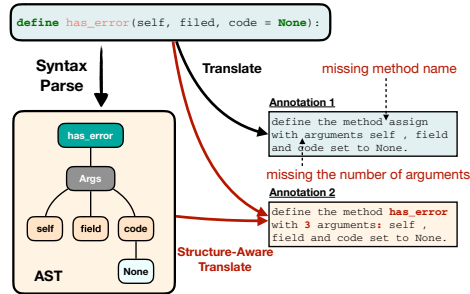 define has_error(self, filed, code = None):
Syntax
Parse
Translate
missing method name
Annotation 1
define the method assign
with arguments self , field
and code set to None.
missing the number of arguments
Annotation 2
define the method has_error
with 3 arguments: self ,
field and code set to None.
Structure-Aware
Translate
has_error
Args
self
field
code
None
AST